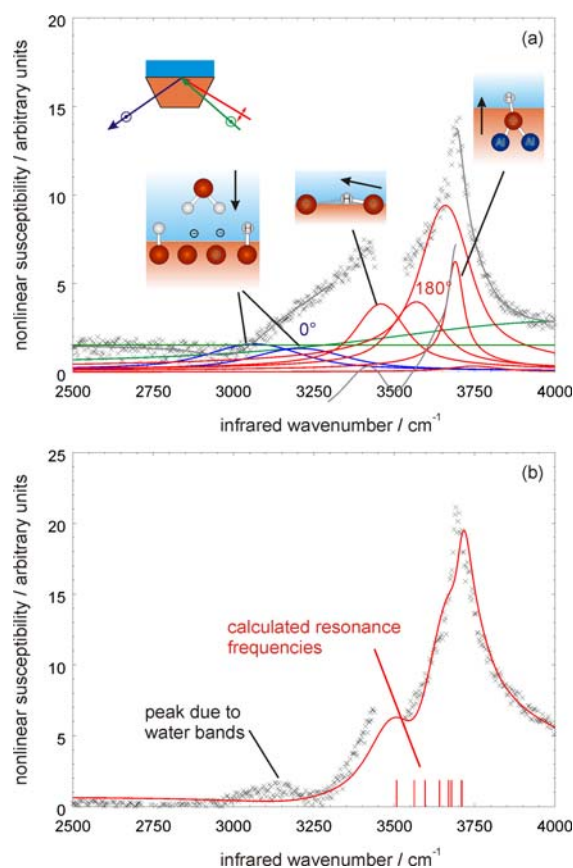 20
(a)
15
10
5
0
nonlinear susceptibility / arbitrary units
H
Al Al
H
H
0°
180°
2500 2750 3000 3250 3500 3750 4000
infrared wavenumber / cm-1
25
(b)
20
15
10
5
0
nonlinear susceptibility / arbitrary units
calculated resonance
frequencies
peak due to
water bands
2500 2750 3000 3250 3500 3750 4000
infrared wavenumber / cm-1